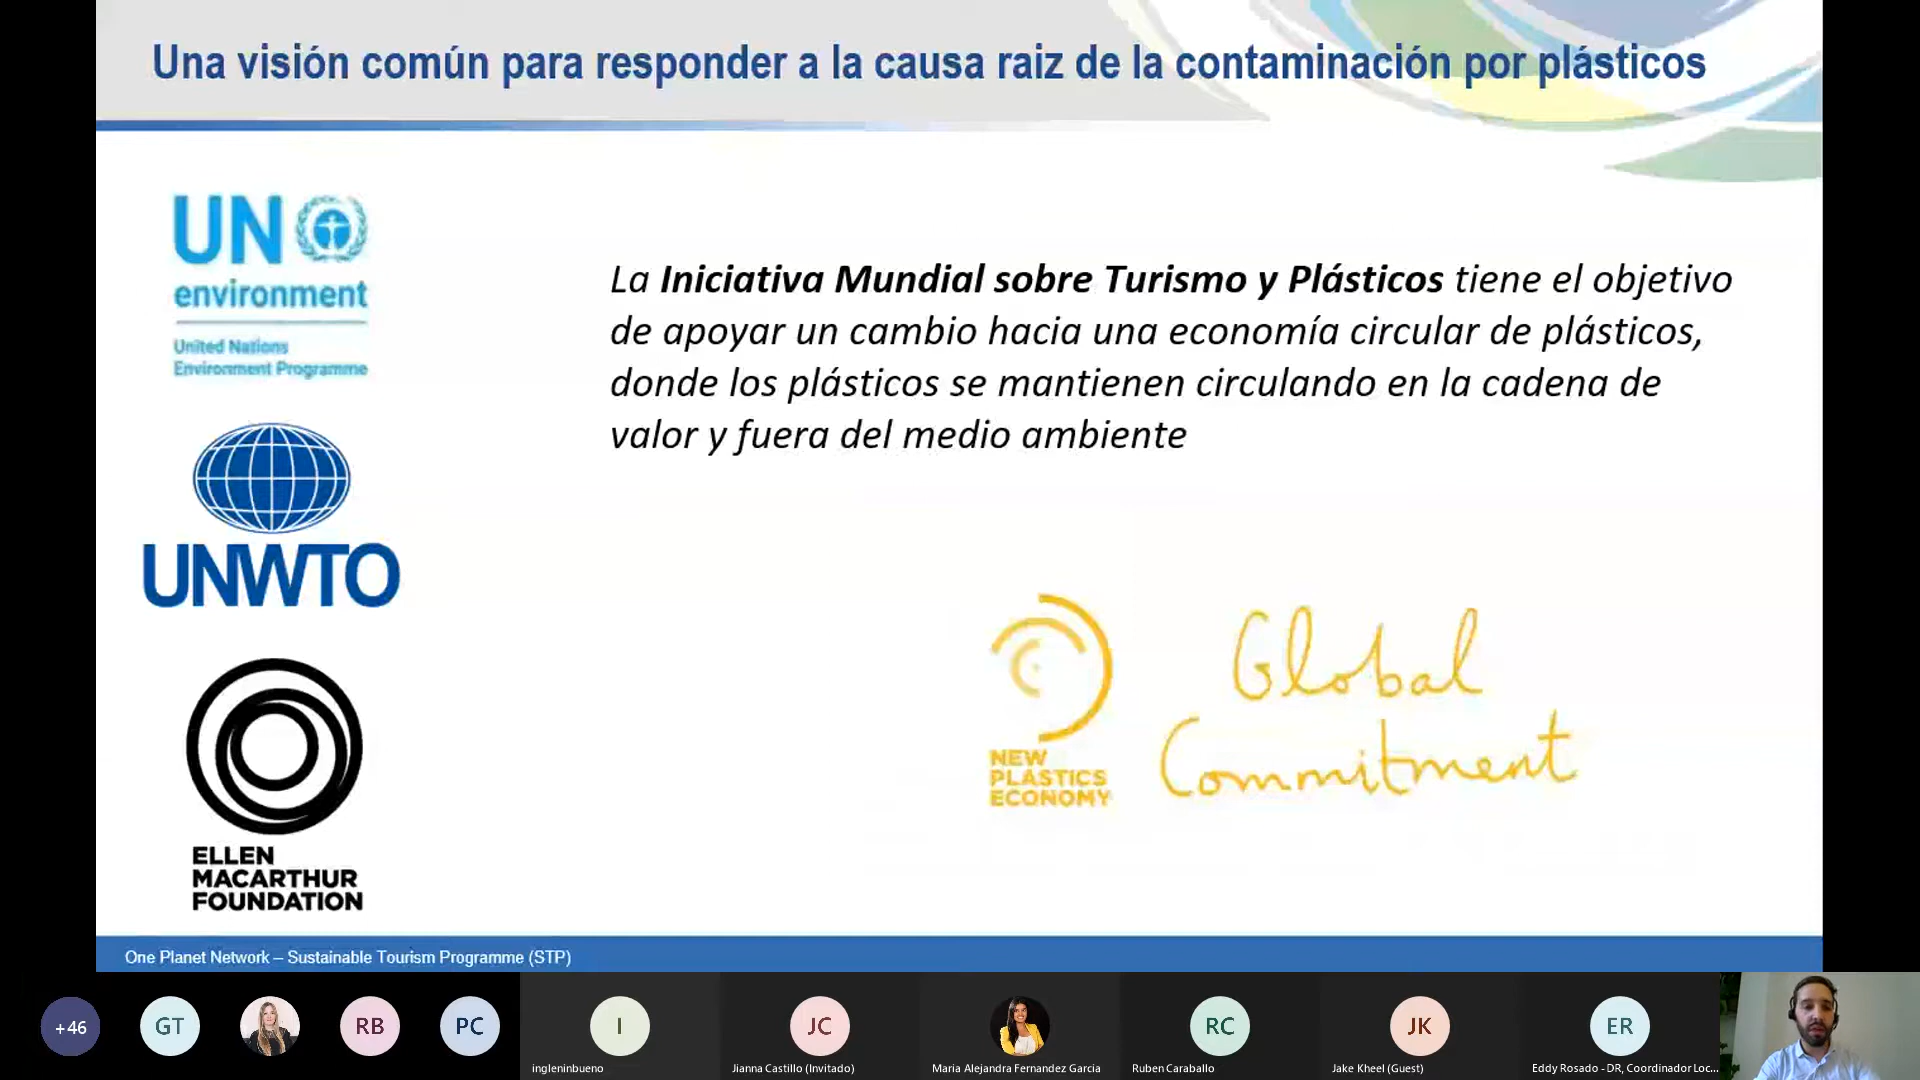 Una visión común para responder a la causa raiz de la contaminación por plásticos
UN
environment
United Nations
Environment Programme
UNWTO
ELLEN
MACARTHUR
FOUNDATION
La Iniciativa Mundial sobre Turismo y Plásticos tiene el objetivo
de apoyar un cambio hacia una economía circular de plásticos,
donde los plásticos se mantienen circulando en la cadena de
valor y fuera del medio ambiente
NEW
PLASTICS
ECONOMY
Global
Commitment
One Planet Network – Sustainable Tourism Programme (STP)
+46
GT
RB
PC
I
JC
RC
JK
ER
ingleninbueno
Jianna Castillo (Invitado)
Maria Alejandra Fernandez Garcia
Ruben Caraballo
Jake Kheel (Guest)
Eddy Rosado - DR, Coordinador Loc...